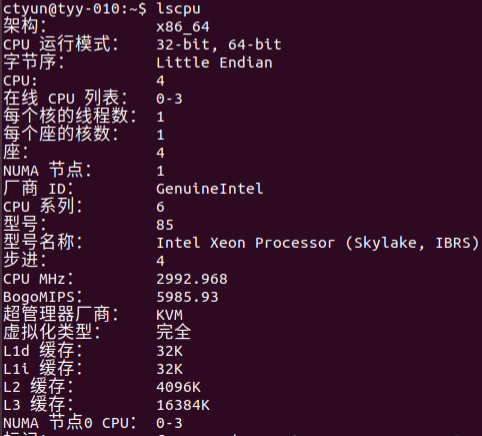 ctyun@tyy-010:~$ lscpu
架构： x86_64
CPU 运行模式： 32-bit, 64-bit
字节序： Little Endian
CPU: 4
在线 CPU 列表： 0-3
每个核的线程数： 1
每个座的核数： 1
座： 4
NUMA 节点： 1
厂商 ID： GenuineIntel
CPU 系列： 6
型号： 85
型号名称： Intel Xeon Processor (Skylake, IBRS)
步进： 4
CPU MHz： 2992.968
BogoMIPS： 5985.93
超管理器厂商： KVM
虚拟化类型： 完全
L1d 缓存： 32K
L1i 缓存： 32K
L2 缓存： 4096K
L3 缓存： 16384K
NUMA 节点0 CPU： 0-3